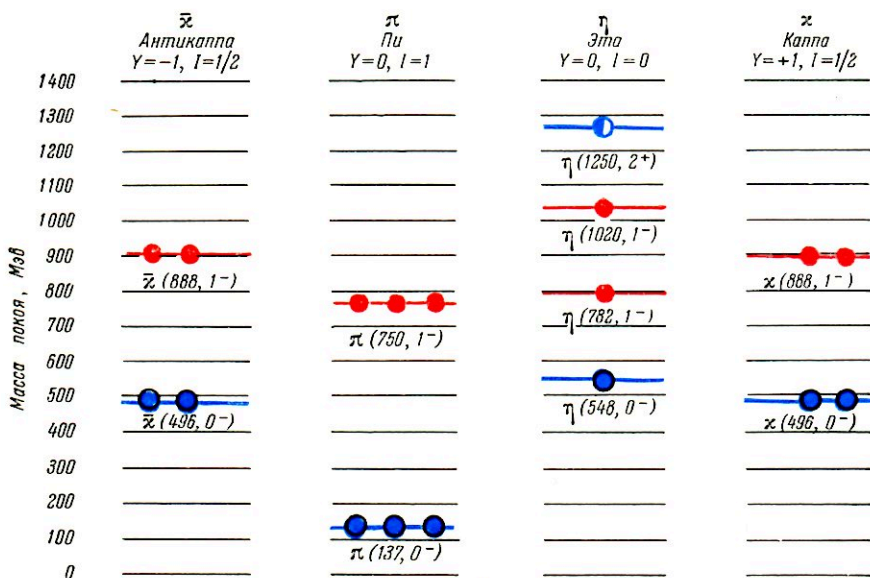 ϰ̄
Антикаппа
Y=−1, I=1/2
π
Пи
Y=0, I=1
η
Эта
Y=0, I=0
ϰ
Каппа
Y=+1, I=1/2
Масса покоя, Мэв
1400
1300
1200
1100
1000
900
800
700
600
500
400
300
200
100
0
ϰ̄ (888, 1−)
ϰ̄ (496, 0−)
π (750, 1−)
π (137, 0−)
η (1250, 2+)
η (1020, 1−)
η (782, 1−)
η (548, 0−)
ϰ (888, 1−)
ϰ (496, 0−)